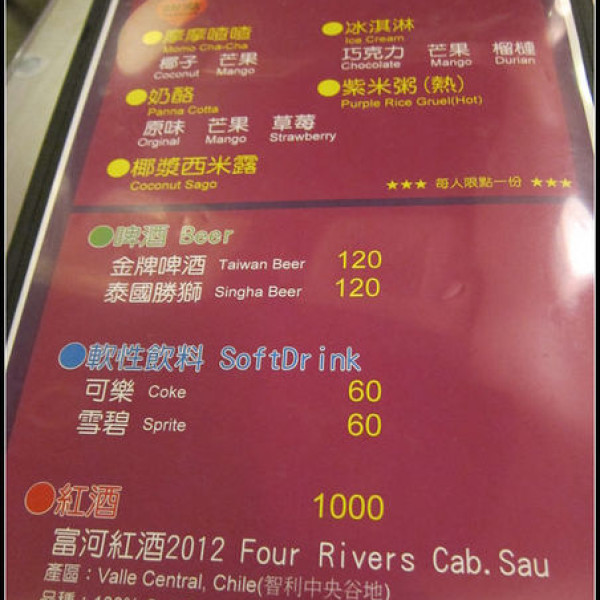 ●摩摩喳喳
Momo Cha-Cha
椰子 芒果
Coconut Mango
●冰淇淋
Ice Cream
巧克力 芒果 榴槤
Chocolate Mango Durian
●奶酪
Panna Cotta
原味 芒果 草莓
Orginal Mango Strawberry
●紫米粥(熱)
Purple Rice Gruel(Hot)
●椰漿西米露
Coconut Sago
★★★ 每人限點一份 ★★★
●啤酒 Beer
金牌啤酒 Taiwan Beer 120
泰國勝獅 Singha Beer 120
●軟性飲料 SoftDrink
可樂 Coke 60
雪碧 Sprite 60
●紅酒 1000
富河紅酒2012 Four Rivers Cab.Sau
產區：Valle Central, Chile(智利中央谷地)
品種：100%